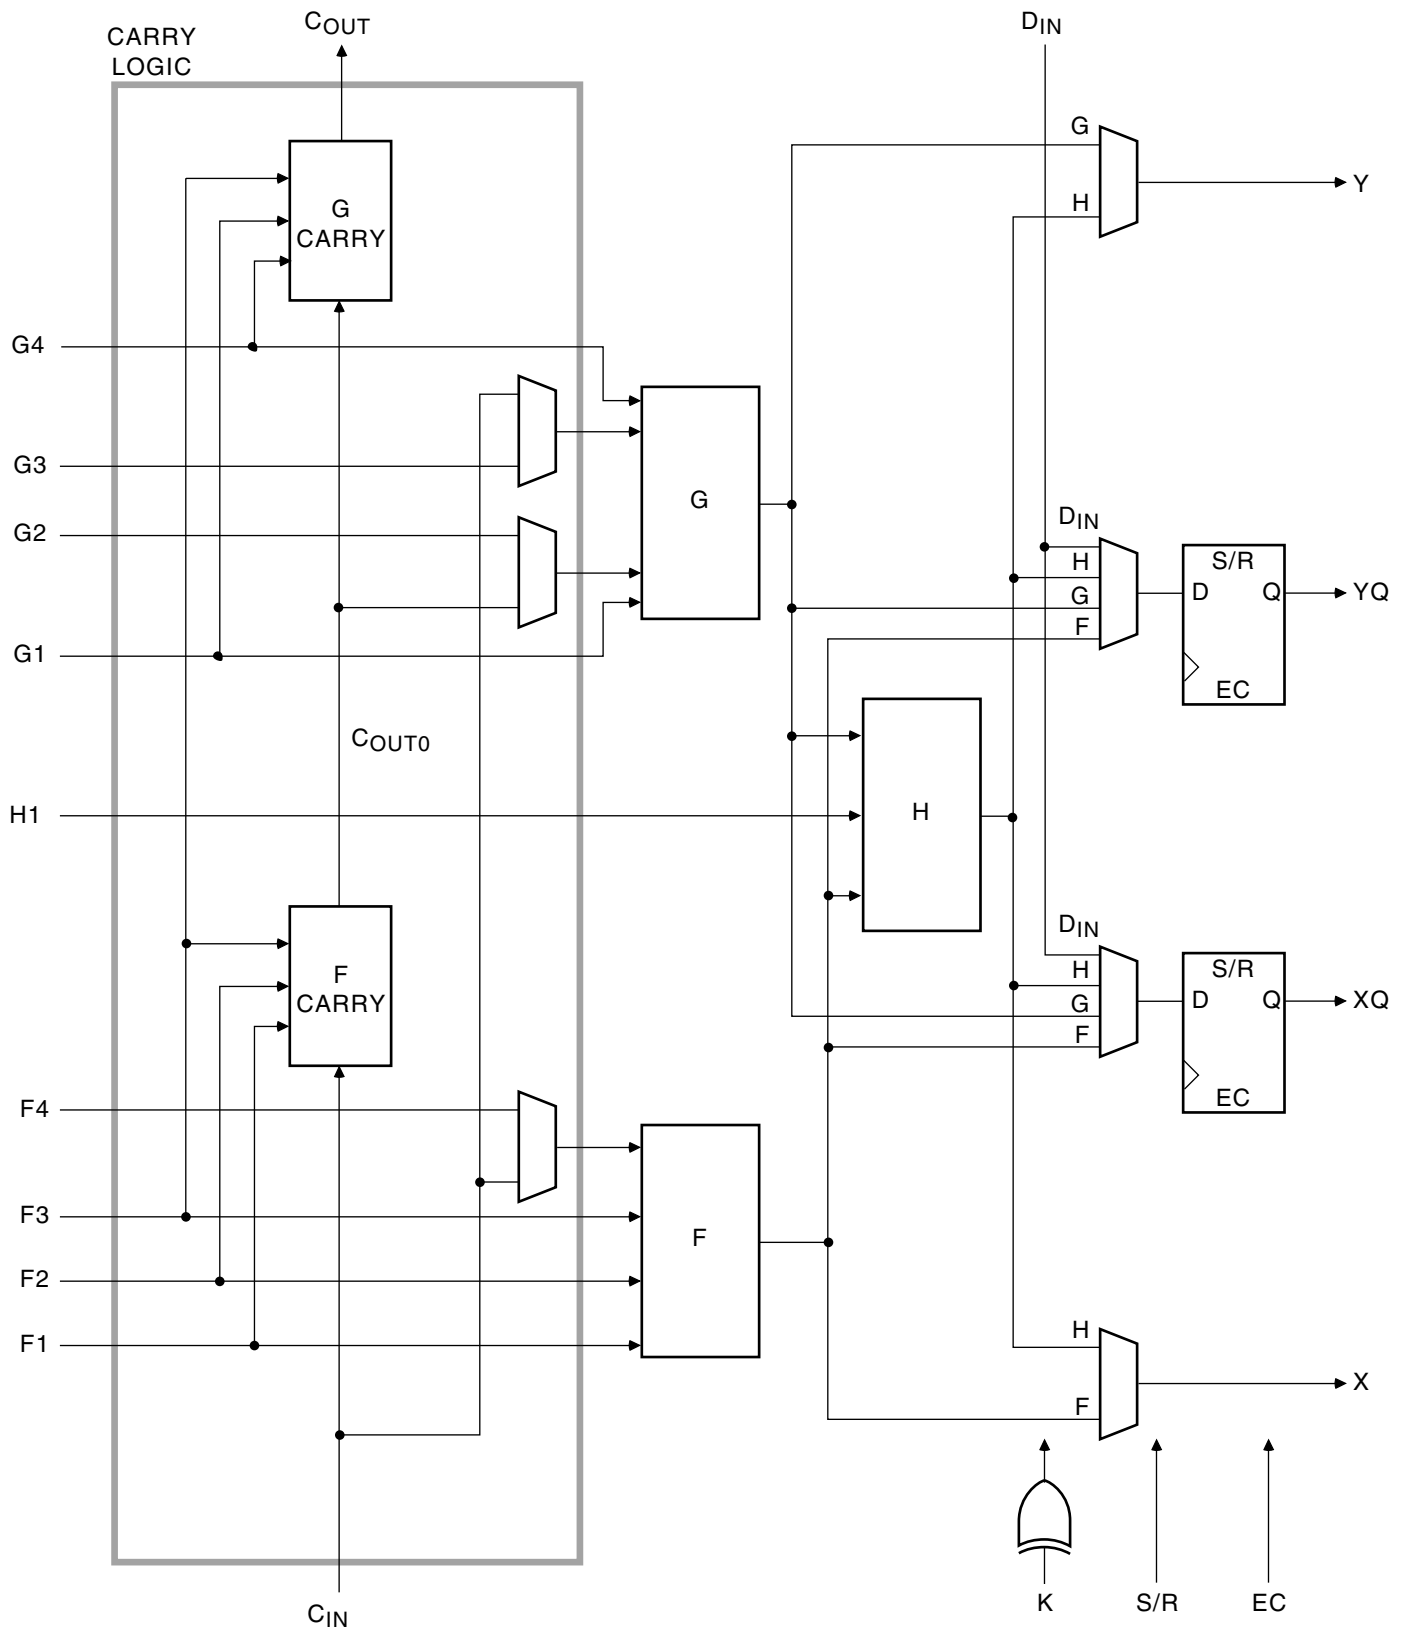 COUT
DIN
CARRY
LOGIC
G
G
CARRY
Y
H
G4
G3
G
G2
DIN
H
S/R
G
D
Q
YQ
F
G1
EC
COUT0
H1
H
DIN
H
S/R
F
CARRY
G
D
Q
XQ
F
EC
F4
F3
F
F2
F1
H
X
F
CIN
K
S/R
EC